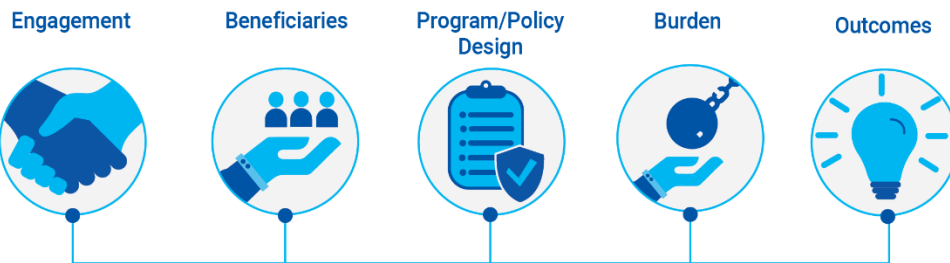 Engagement
Beneficiaries
Program/Policy
Design
Burden
Outcomes